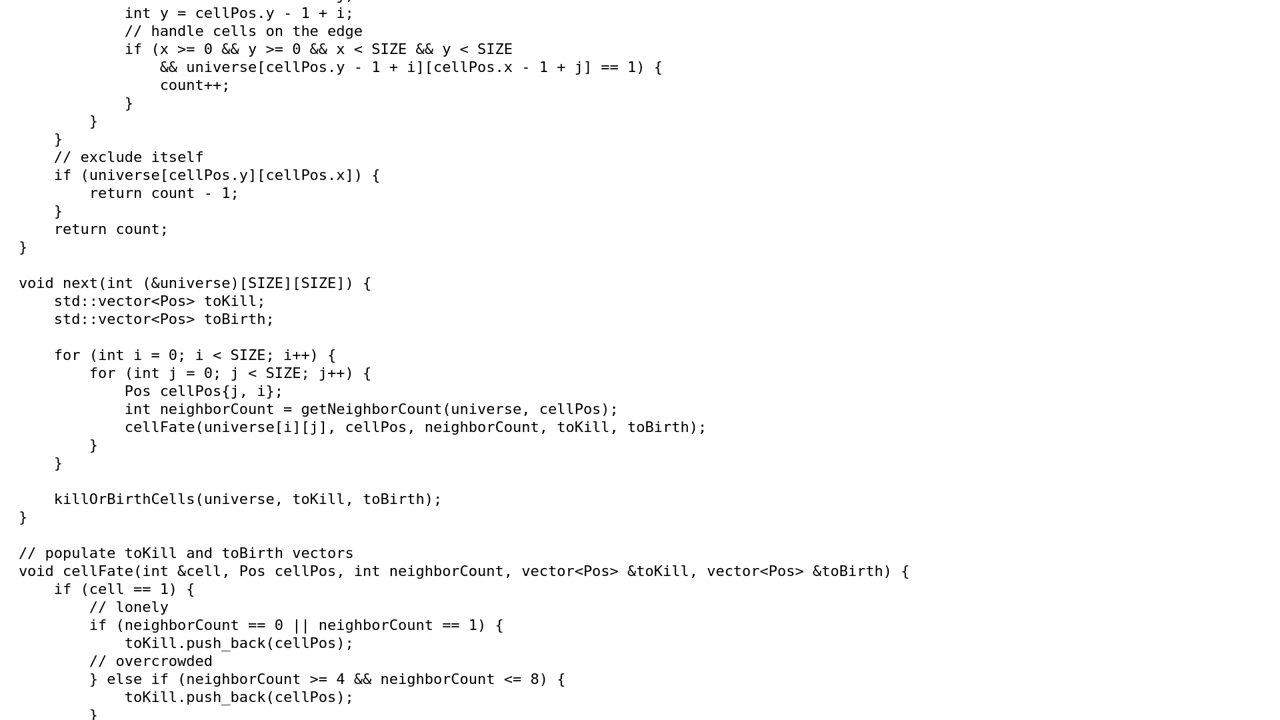 int y = cellPos.y - 1 + i;
            // handle cells on the edge
            if (x >= 0 && y >= 0 && x < SIZE && y < SIZE
                && universe[cellPos.y - 1 + i][cellPos.x - 1 + j] == 1) {
                count++;
            }
        }
    }
    // exclude itself
    if (universe[cellPos.y][cellPos.x]) {
        return count - 1;
    }
    return count;
}

void next(int (&universe)[SIZE][SIZE]) {
    std::vector<Pos> toKill;
    std::vector<Pos> toBirth;

    for (int i = 0; i < SIZE; i++) {
        for (int j = 0; j < SIZE; j++) {
            Pos cellPos{j, i};
            int neighborCount = getNeighborCount(universe, cellPos);
            cellFate(universe[i][j], cellPos, neighborCount, toKill, toBirth);
        }
    }

    killOrBirthCells(universe, toKill, toBirth);
}

// populate toKill and toBirth vectors
void cellFate(int &cell, Pos cellPos, int neighborCount, vector<Pos> &toKill, vector<Pos> &toBirth) {
    if (cell == 1) {
        // lonely
        if (neighborCount == 0 || neighborCount == 1) {
            toKill.push_back(cellPos);
        // overcrowded
        } else if (neighborCount >= 4 && neighborCount <= 8) {
            toKill.push_back(cellPos);
        }